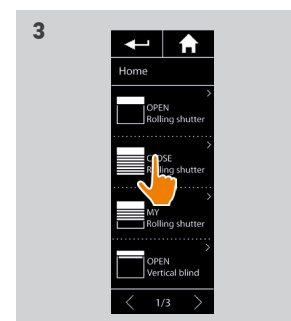 3
Home
OPEN
Rolling shutter
CLOSE
Rolling shutter
MY
Rolling shutter
OPEN
Vertical blind
1/3